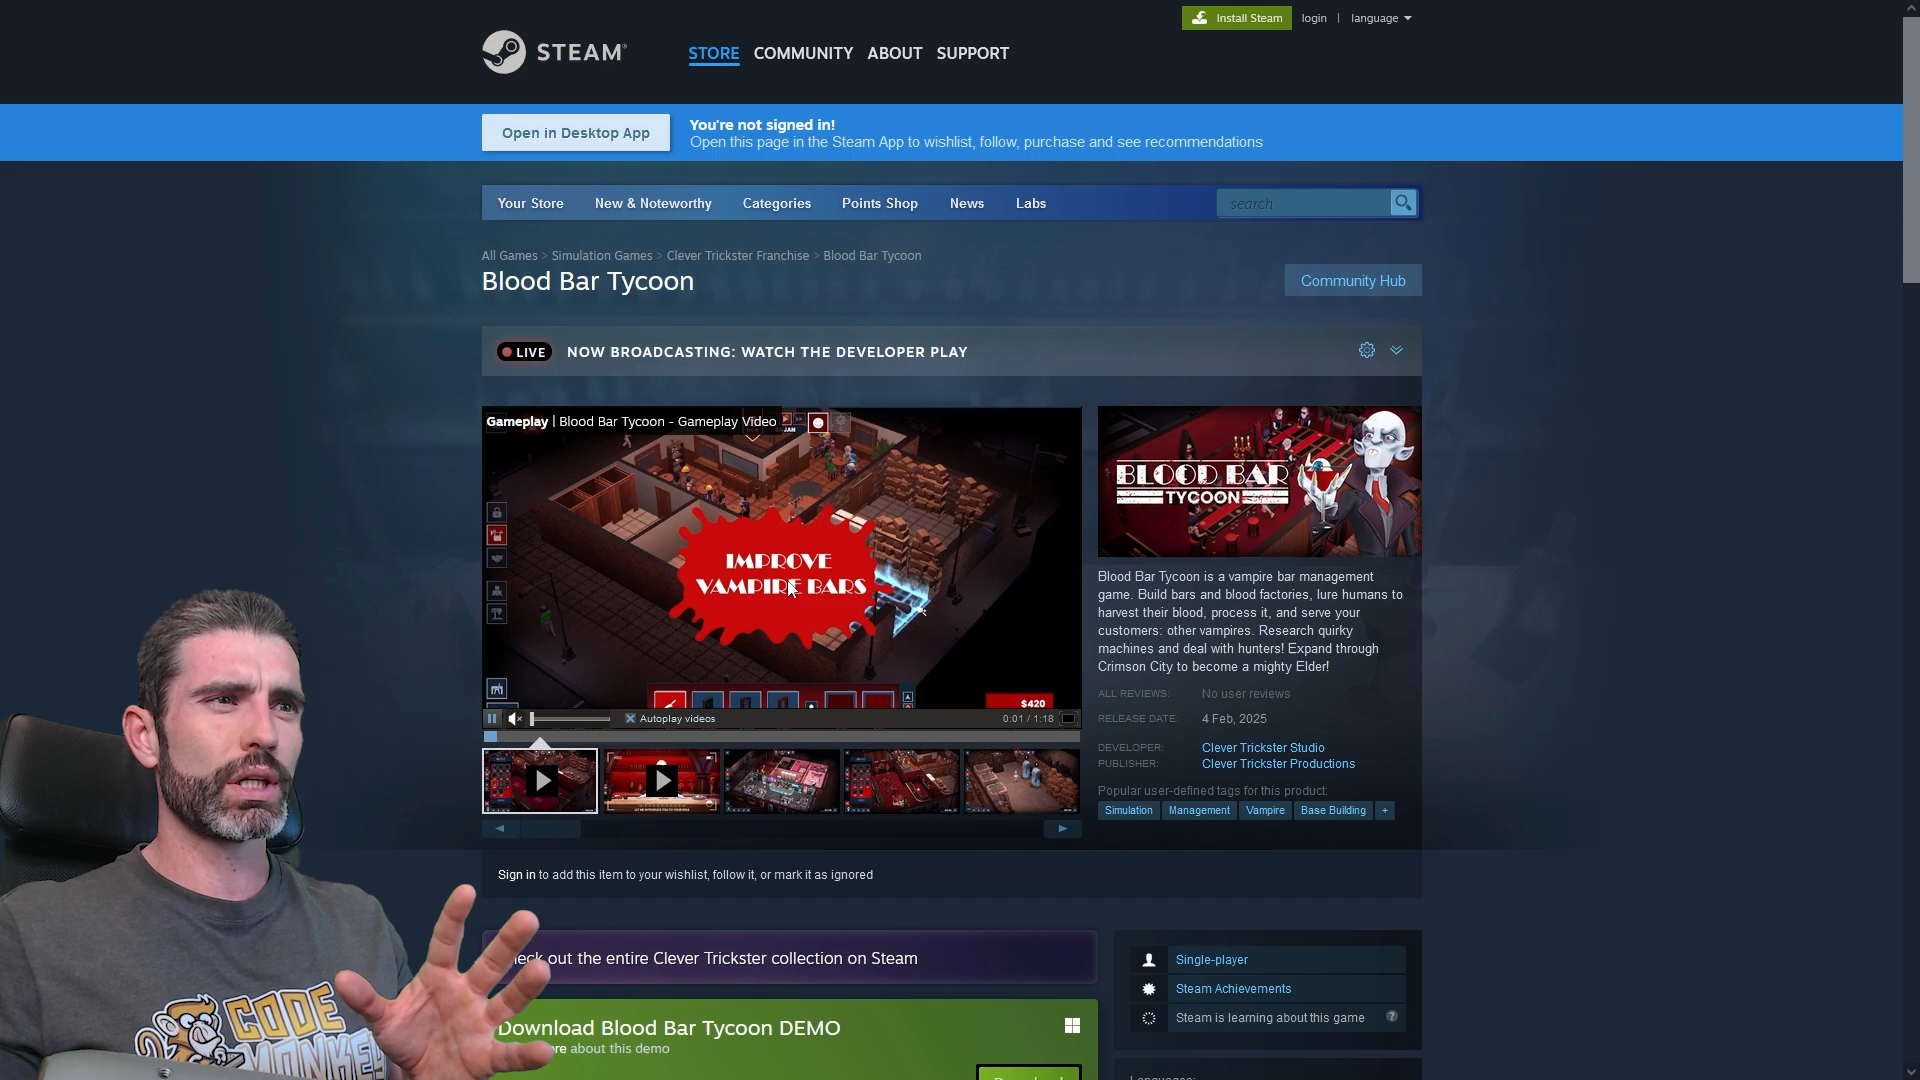 Install Steam login | language
STEAM
STORE COMMUNITY ABOUT SUPPORT
Open in Desktop App
You're not signed in!
Open this page in the Steam App to wishlist, follow, purchase and see recommendations
Your Store New & Noteworthy Categories Points Shop News Labs search
All Games > Simulation Games > Clever Trickster Franchise > Blood Bar Tycoon
Blood Bar Tycoon
Community Hub
LIVE NOW BROADCASTING: WATCH THE DEVELOPER PLAY
Gameplay | Blood Bar Tycoon - Gameplay Video
JAN
IMPROVE
VAMPIRE BARS
$420
Autoplay videos 0:01 / 1:18
BLOOD BAR
TYCOON
Blood Bar Tycoon is a vampire bar management
game. Build bars and blood factories, lure humans to
harvest their blood, process it, and serve your
customers: other vampires. Research quirky
machines and deal with hunters! Expand through
Crimson City to become a mighty Elder!
ALL REVIEWS: No user reviews
RELEASE DATE: 4 Feb, 2025
DEVELOPER: Clever Trickster Studio
PUBLISHER: Clever Trickster Productions
Popular user-defined tags for this product:
Simulation Management Vampire Base Building +
Sign in to add this item to your wishlist, follow it, or mark it as ignored
eck out the entire Clever Trickster collection on Steam
Download Blood Bar Tycoon DEMO
re about this demo
Single-player
Steam Achievements
Steam is learning about this game ?
CODE
MONKEY